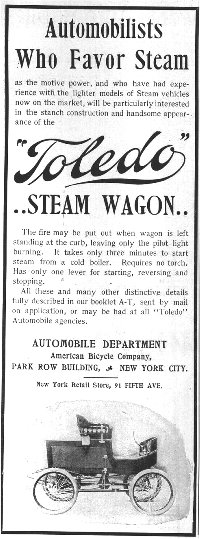 Automobilists
Who Favor Steam
as the motive power, and who have had expe-
rience with the lighter models of Steam vehicles
now on the market, will be particularly interested
in the stanch construction and handsome appear-
ance of the
"Toledo"
..STEAM WAGON..
The fire may be put out when wagon is left
standing at the curb, leaving only the pilot light
burning. It takes only three minutes to start
steam from a cold boiler. Requires no torch.
Has only one lever for starting, reversing and
stopping.
All these and many other distinctive details
fully described in our booklet A-T, sent by mail
on application, or may be had at all "Toledo"
Automobile agencies.
AUTOMOBILE DEPARTMENT
American Bicycle Company,
PARK ROW BUILDING, NEW YORK CITY.
New York Retail Store, 91 FIFTH AVE.